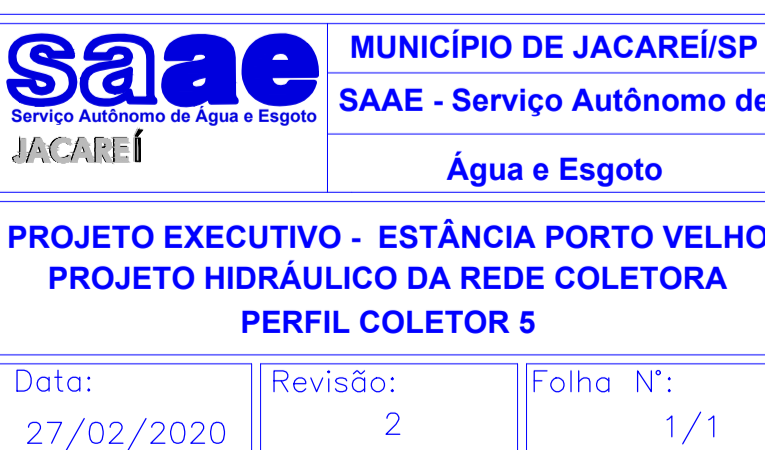 saae
Serviço Autônomo de Água e Esgoto
JACAREÍ
MUNICÍPIO DE JACAREÍ/SP
SAAE - Serviço Autônomo de
Água e Esgoto
PROJETO EXECUTIVO - ESTÂNCIA PORTO VELHO
PROJETO HIDRÁULICO DA REDE COLETORA
PERFIL COLETOR 5
Data:
27/02/2020
Revisão:
2
Folha N°:
1/1